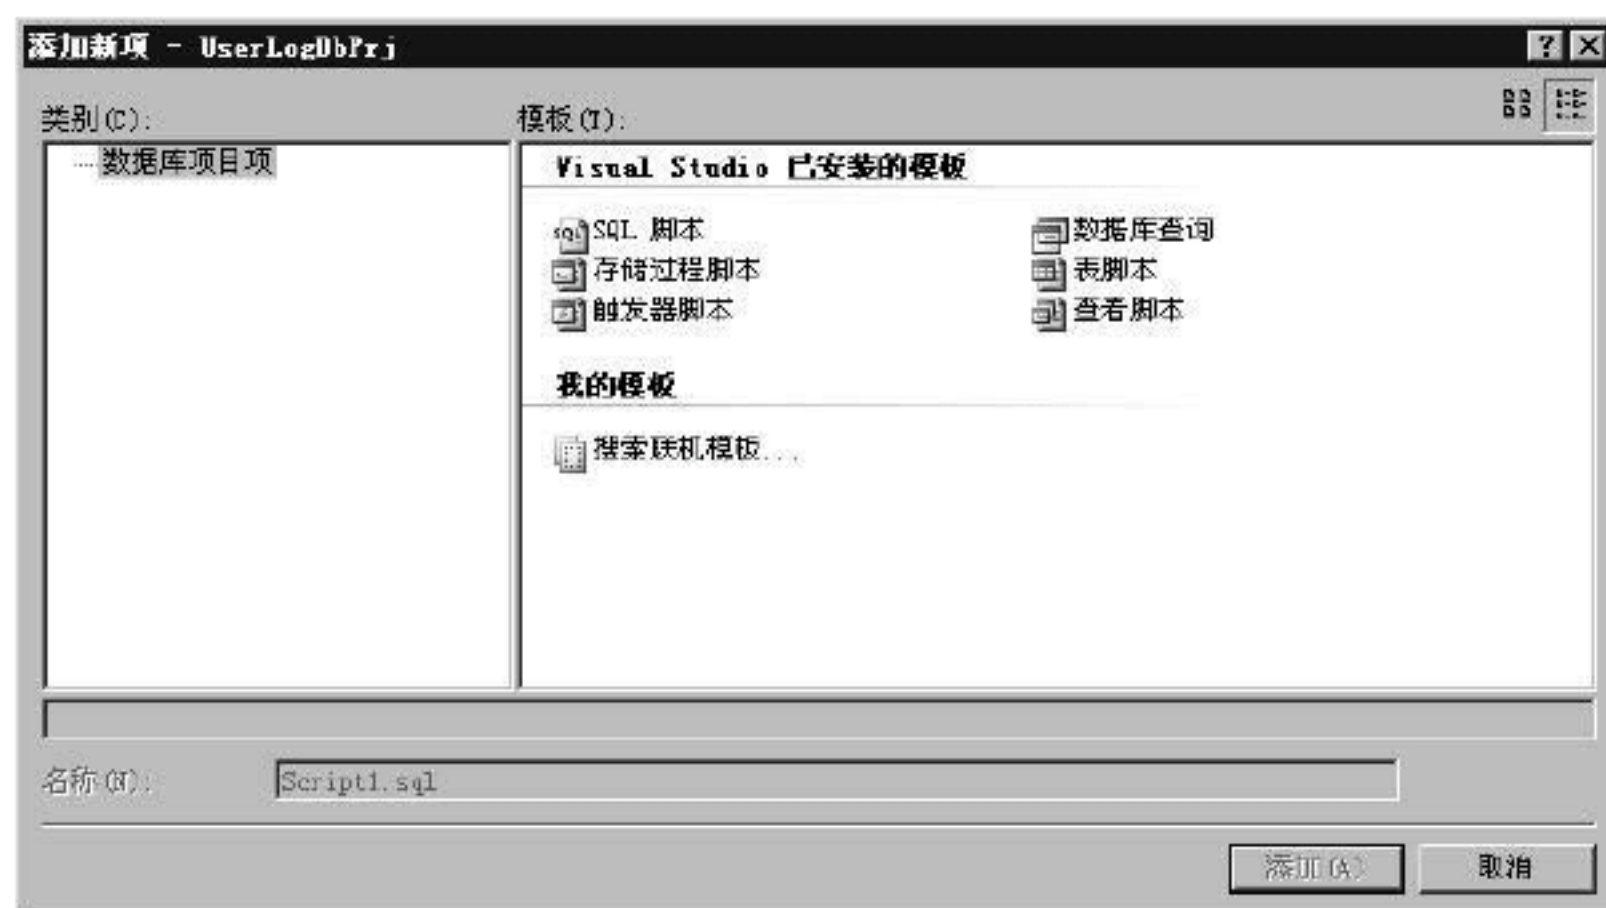 添加新项 - UserLogDbPrj
类别(C):
模板(T):
数据库项目项
Visual Studio 已安装的模板
SQL 脚本
数据库查询
存储过程脚本
表脚本
触发器脚本
查看脚本
我的模板
搜索联机模板...
名称(N):
Script1.sql
添加(A)
取消